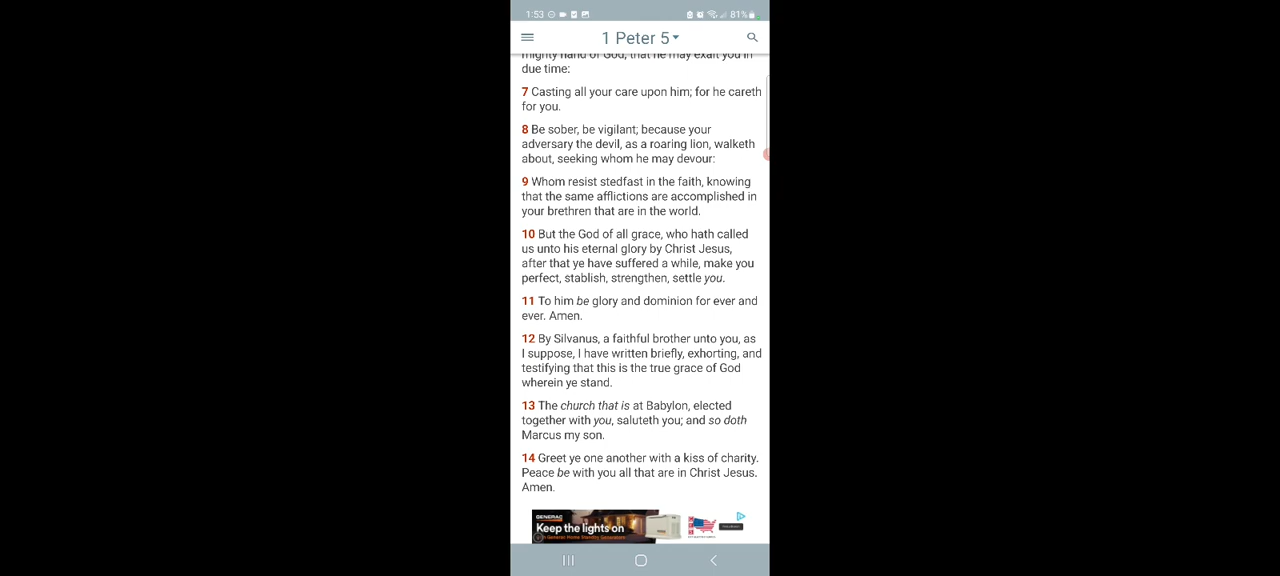 1:53
81%
1 Peter 5
mighty hand of God, that he may exalt you in
due time:
7 Casting all your care upon him; for he careth
for you.
8 Be sober, be vigilant; because your
adversary the devil, as a roaring lion, walketh
about, seeking whom he may devour:
9 Whom resist stedfast in the faith, knowing
that the same afflictions are accomplished in
your brethren that are in the world.
10 But the God of all grace, who hath called
us unto his eternal glory by Christ Jesus,
after that ye have suffered a while, make you
perfect, stablish, strengthen, settle you.
11 To him be glory and dominion for ever and
ever. Amen.
12 By Silvanus, a faithful brother unto you, as
I suppose, I have written briefly, exhorting, and
testifying that this is the true grace of God
wherein ye stand.
13 The church that is at Babylon, elected
together with you, saluteth you; and so doth
Marcus my son.
14 Greet ye one another with a kiss of charity.
Peace be with you all that are in Christ Jesus.
Amen.
GENERAC
Keep the lights on